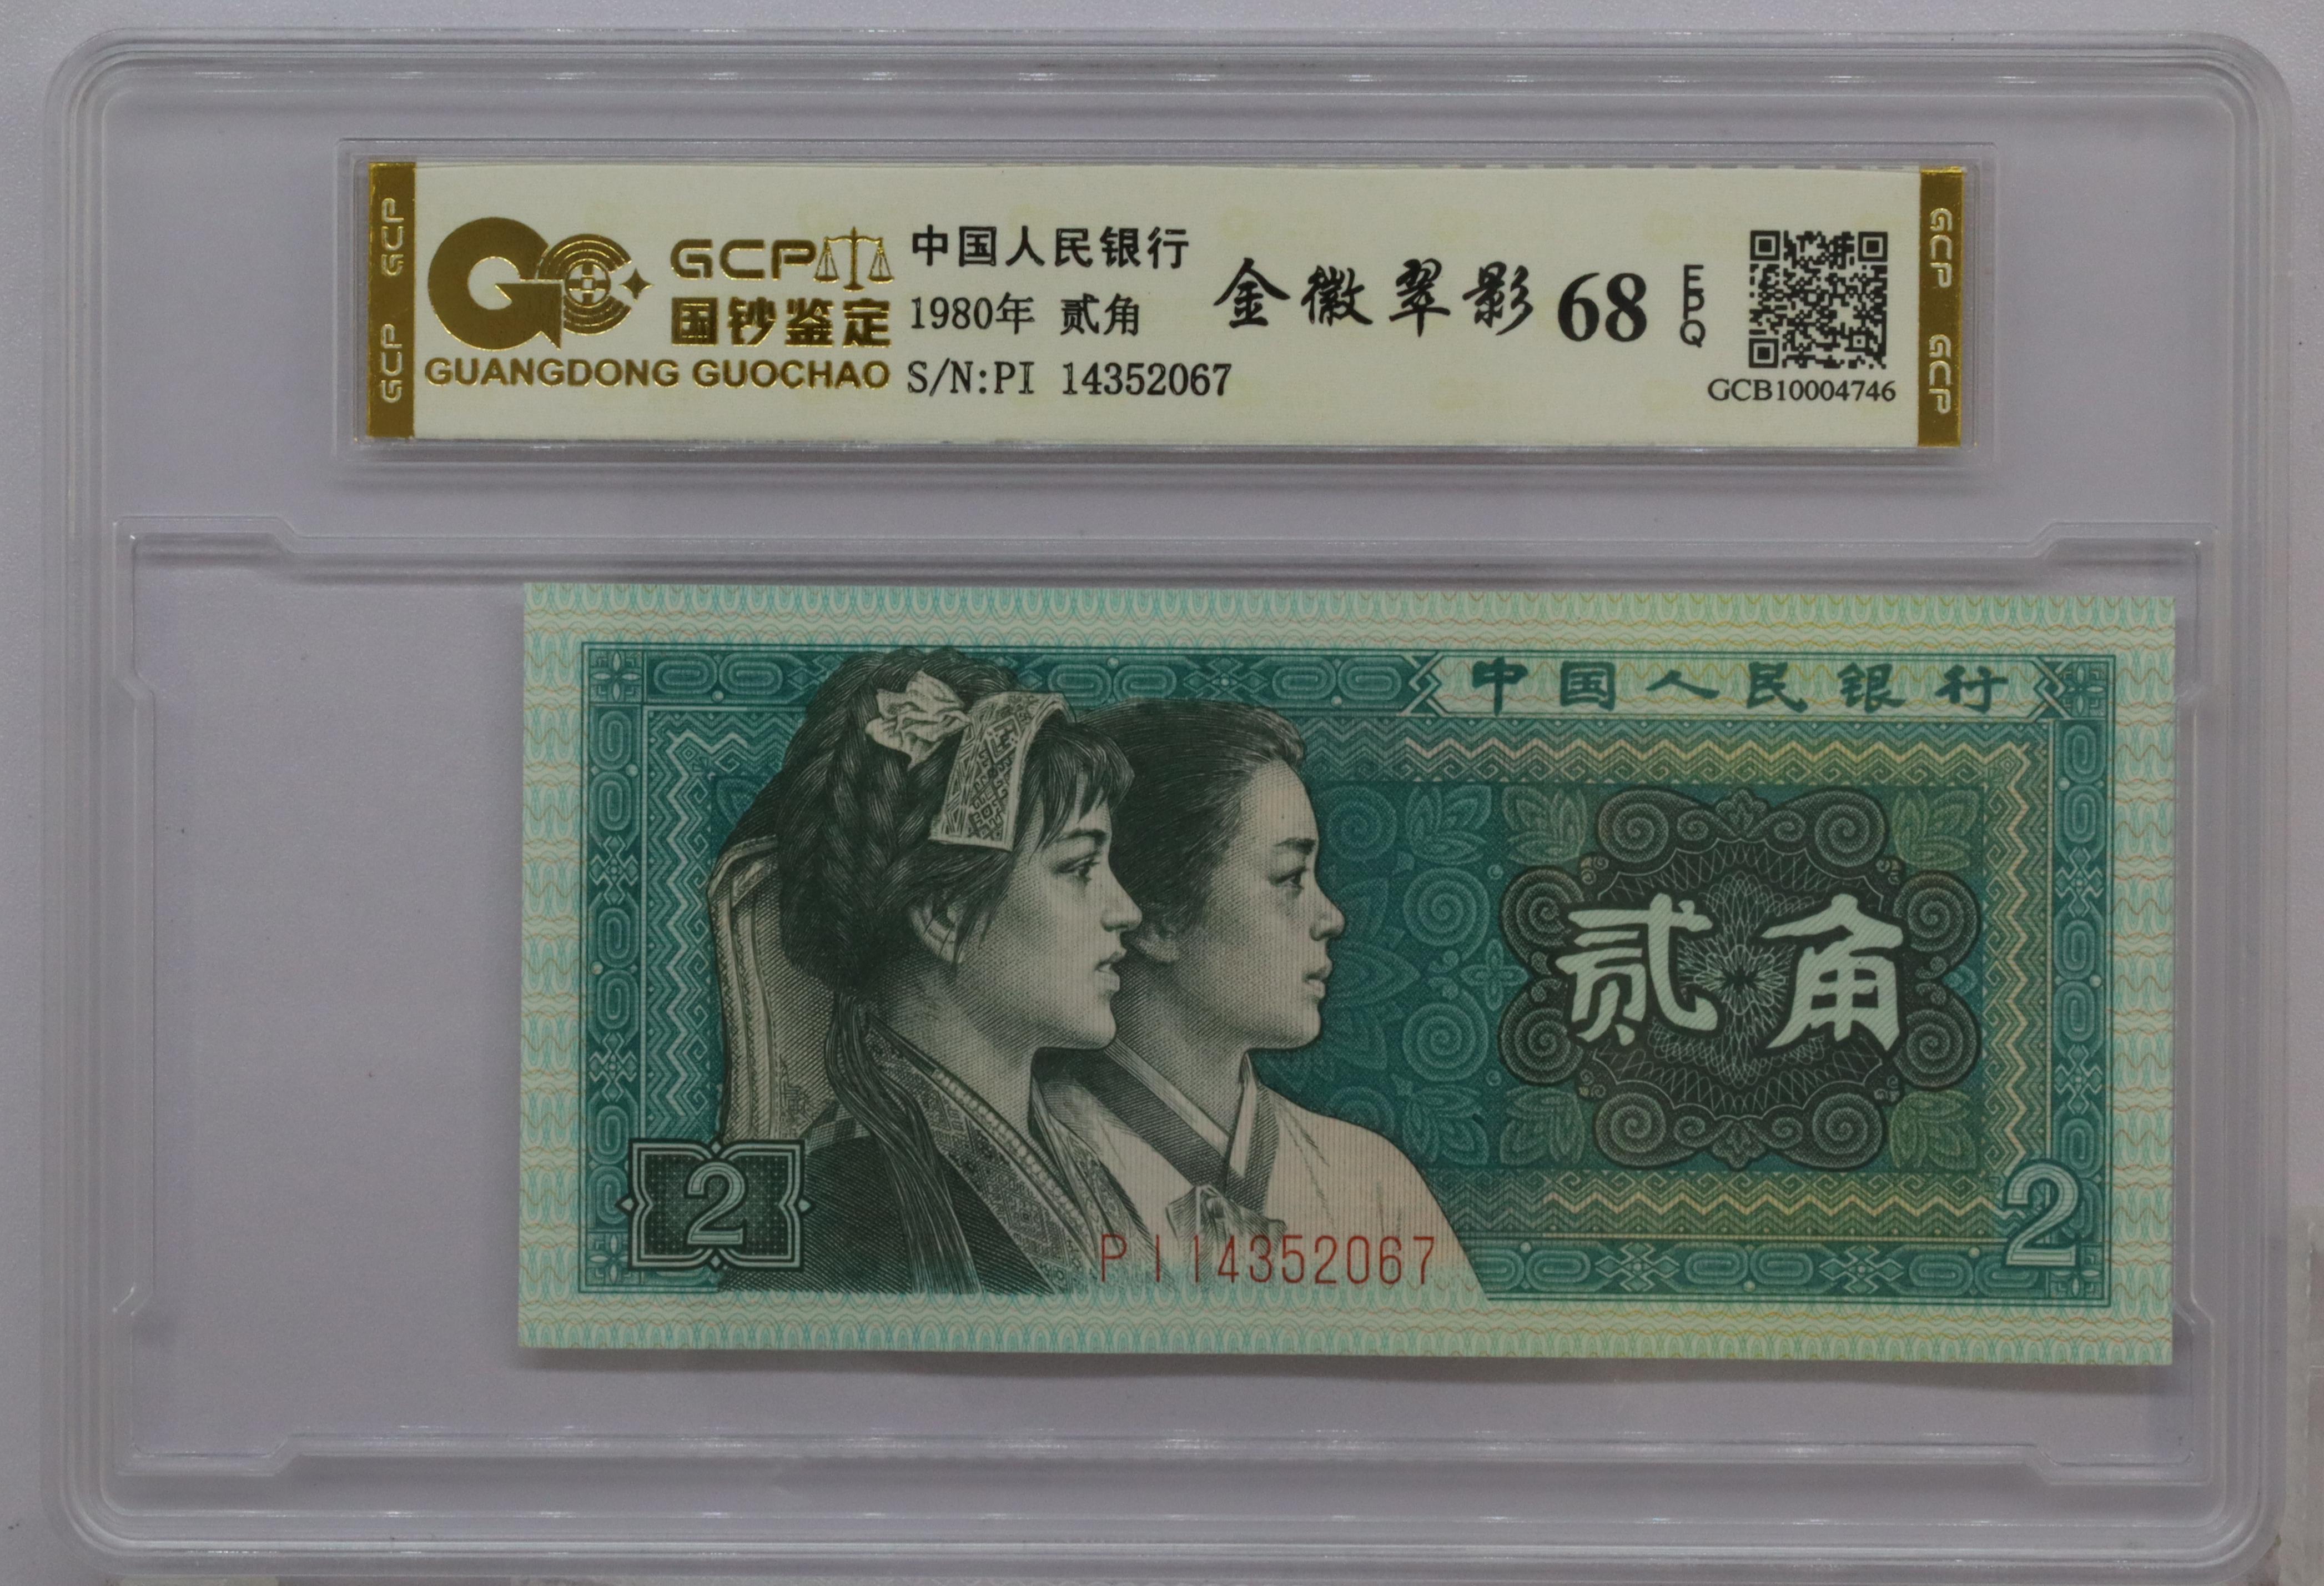 GCP GCP
GCP
国钞鉴定
GUANGDONG GUOCHAO
中国人民银行
1980年 贰角
S/N:PI 14352067
金徽翠影 68 EPQ
GCB10004746
GCP GCP
中国人民银行
贰角
2
2
PI14352067